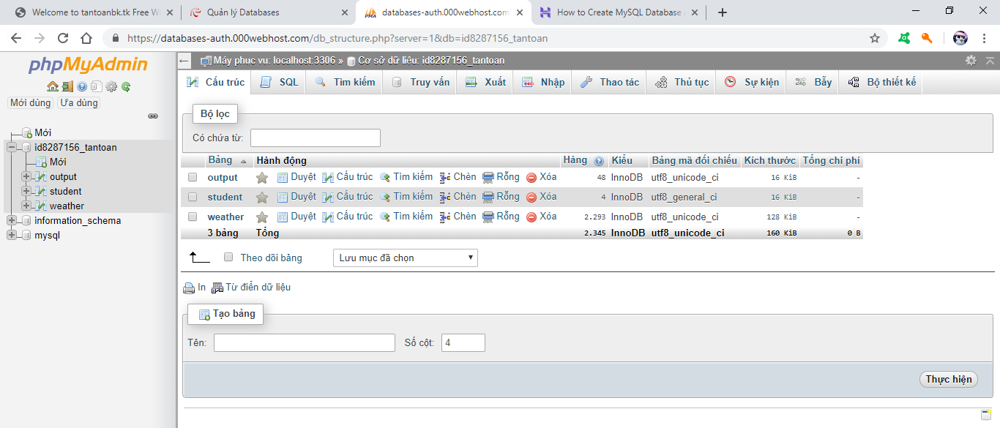 Welcome to tantoanbk.tk Free W
Quản lý Databases
databases-auth.000webhost.com
How to Create MySQL Database
https://databases-auth.000webhost.com/db_structure.php?server=1&db=id8287156_tantoan
phpMyAdmin
Mới dùng Ưa dùng
Mới
id8287156_tantoan
Mới
output
student
weather
information_schema
mysql
Máy phục vụ: localhost:3306 » Cơ sở dữ liệu: id8287156_tantoan
Cấu trúc SQL Tìm kiếm Truy vấn Xuất Nhập Thao tác Thủ tục Sự kiện Bẫy Bộ thiết kế
Bộ lọc
Có chứa từ:
Bảng Hành động Hàng Kiểu Bảng mã đối chiếu Kích thước Tổng chi phí
output Duyệt Cấu trúc Tìm kiếm Chèn Rỗng Xóa 48 InnoDB utf8_unicode_ci 16 KiB -
student Duyệt Cấu trúc Tìm kiếm Chèn Rỗng Xóa 4 InnoDB utf8_general_ci 16 KiB -
weather Duyệt Cấu trúc Tìm kiếm Chèn Rỗng Xóa 2.293 InnoDB utf8_unicode_ci 128 KiB -
3 bảng Tổng 2.345 InnoDB utf8_unicode_ci 160 KiB 0 B
Theo dõi bảng Lưu mục đã chọn
In Từ điển dữ liệu
Tạo bảng
Tên: Số cột: 4
Thực hiện